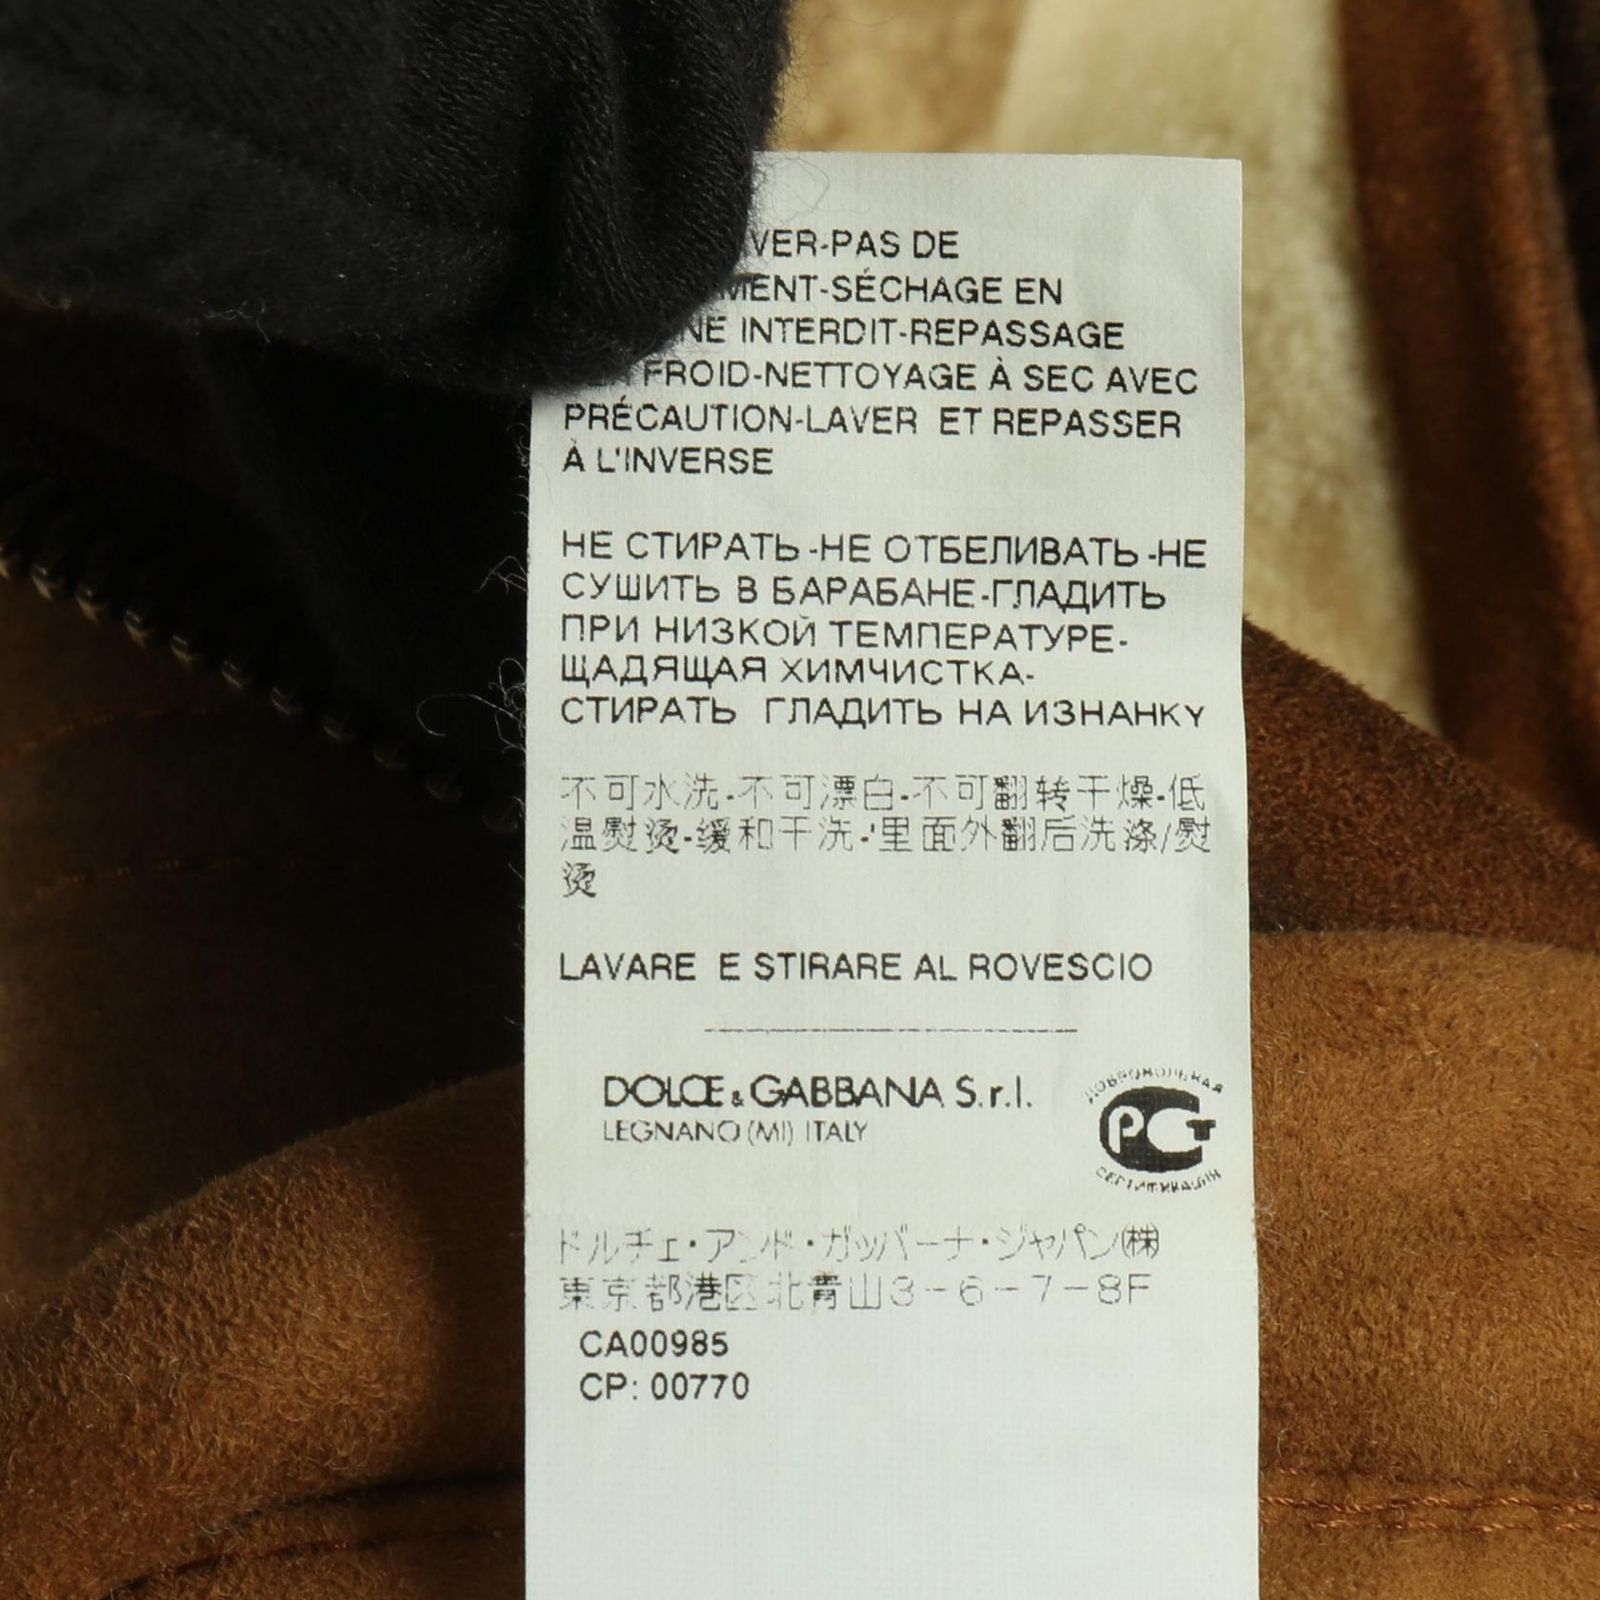 VER-PAS DE
MENT-SÉCHAGE EN
NE INTERDIT-REPASSAGE
FROID-NETTOYAGE À SEC AVEC
PRÉCAUTION-LAVER ET REPASSER
À L'INVERSE
НЕ СТИРАТЬ-НЕ ОТБЕЛИВАТЬ-НЕ
СУШИТЬ В БАРАБАНЕ-ГЛАДИТЬ
ПРИ НИЗКОЙ ТЕМПЕРАТУРЕ-
ЩАДЯЩАЯ ХИМЧИСТКА-
СТИРАТЬ ГЛАДИТЬ НА ИЗНАНКУ
不可水洗-不可漂白-不可翻转干燥-低
温熨烫-缓和干洗-'里面外翻后洗涤/熨
烫
LAVARE E STIRARE AL ROVESCIO
DOLCE & GABBANA S.r.l.
LEGNANO (MI) ITALY
ДОБРОВОЛЬНАЯ
РСТ
СЕРТИФИКАЦИЯ
ドルチェ・アンド・ガッバーナ・ジャパン㈱
東京都港区北青山3-6-7-8F
CA00985
CP: 00770